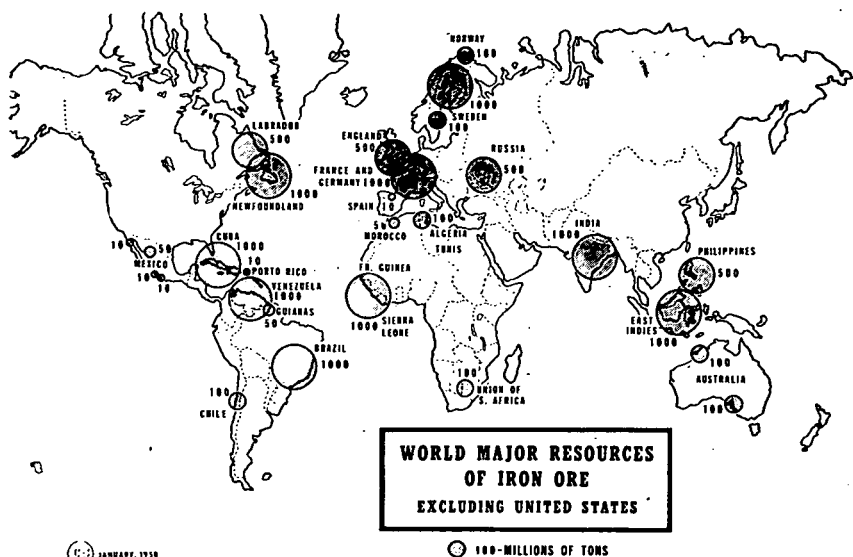 NORWAY
100
1000
SWEDEN
100
LABRADOR
500
ENGLAND
500
RUSSIA
500
FRANCE AND
GERMANY 1000
1000
NEWFOUNDLAND
SPAIN 10
50
MOROCCO
100
ALGERIA
TUNIS
INDIA
1000
CUBA
1000
10
50
MEXICO
10
10
10
PORTO RICO
VENEZUELA
1000
GUIANAS
50
FR. GUINEA
1000
SIERRA
LEONE
PHILIPPINES
500
EAST
INDIES
1000
BRAZIL
1000
100
CHILE
100
UNION OF
S. AFRICA
100
AUSTRALIA
100
WORLD MAJOR RESOURCES
OF IRON ORE
EXCLUDING UNITED STATES
JANUARY, 1950
100-MILLIONS OF TONS